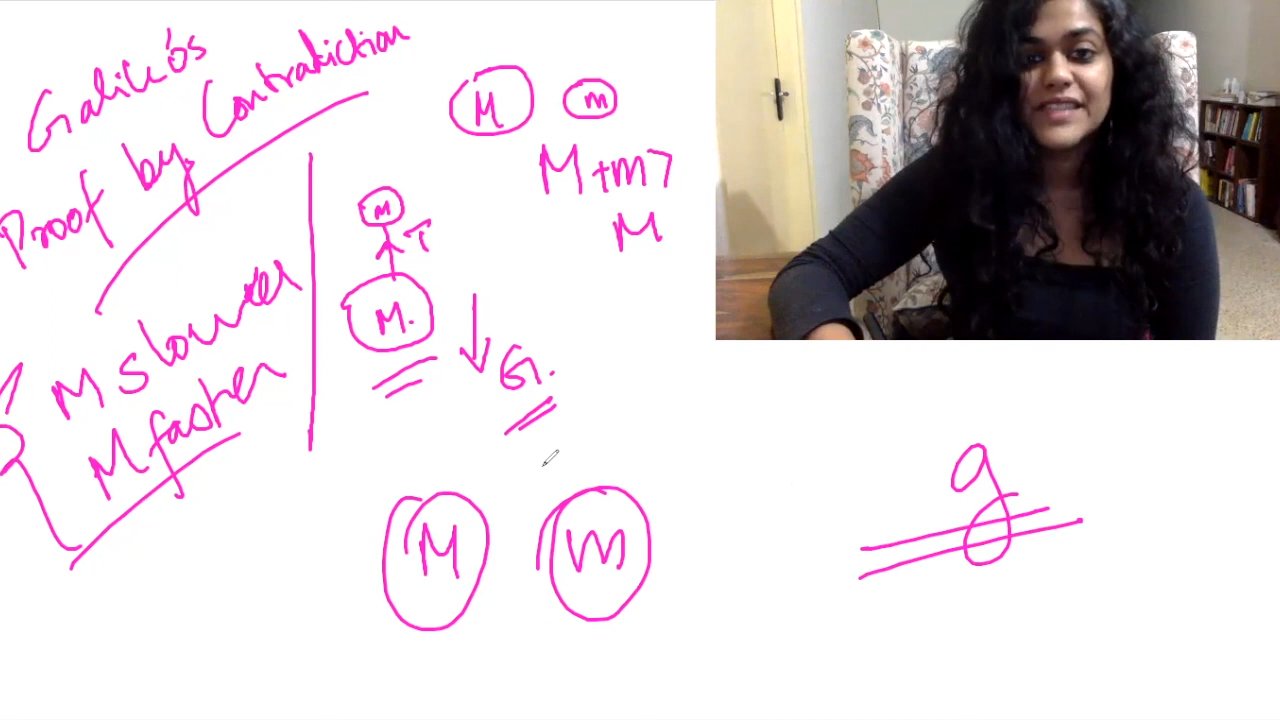 Galileo's
Proof by Contradiction
M m
M+m>
M
m
T
M.
G.
M slower
M faster
M m
g